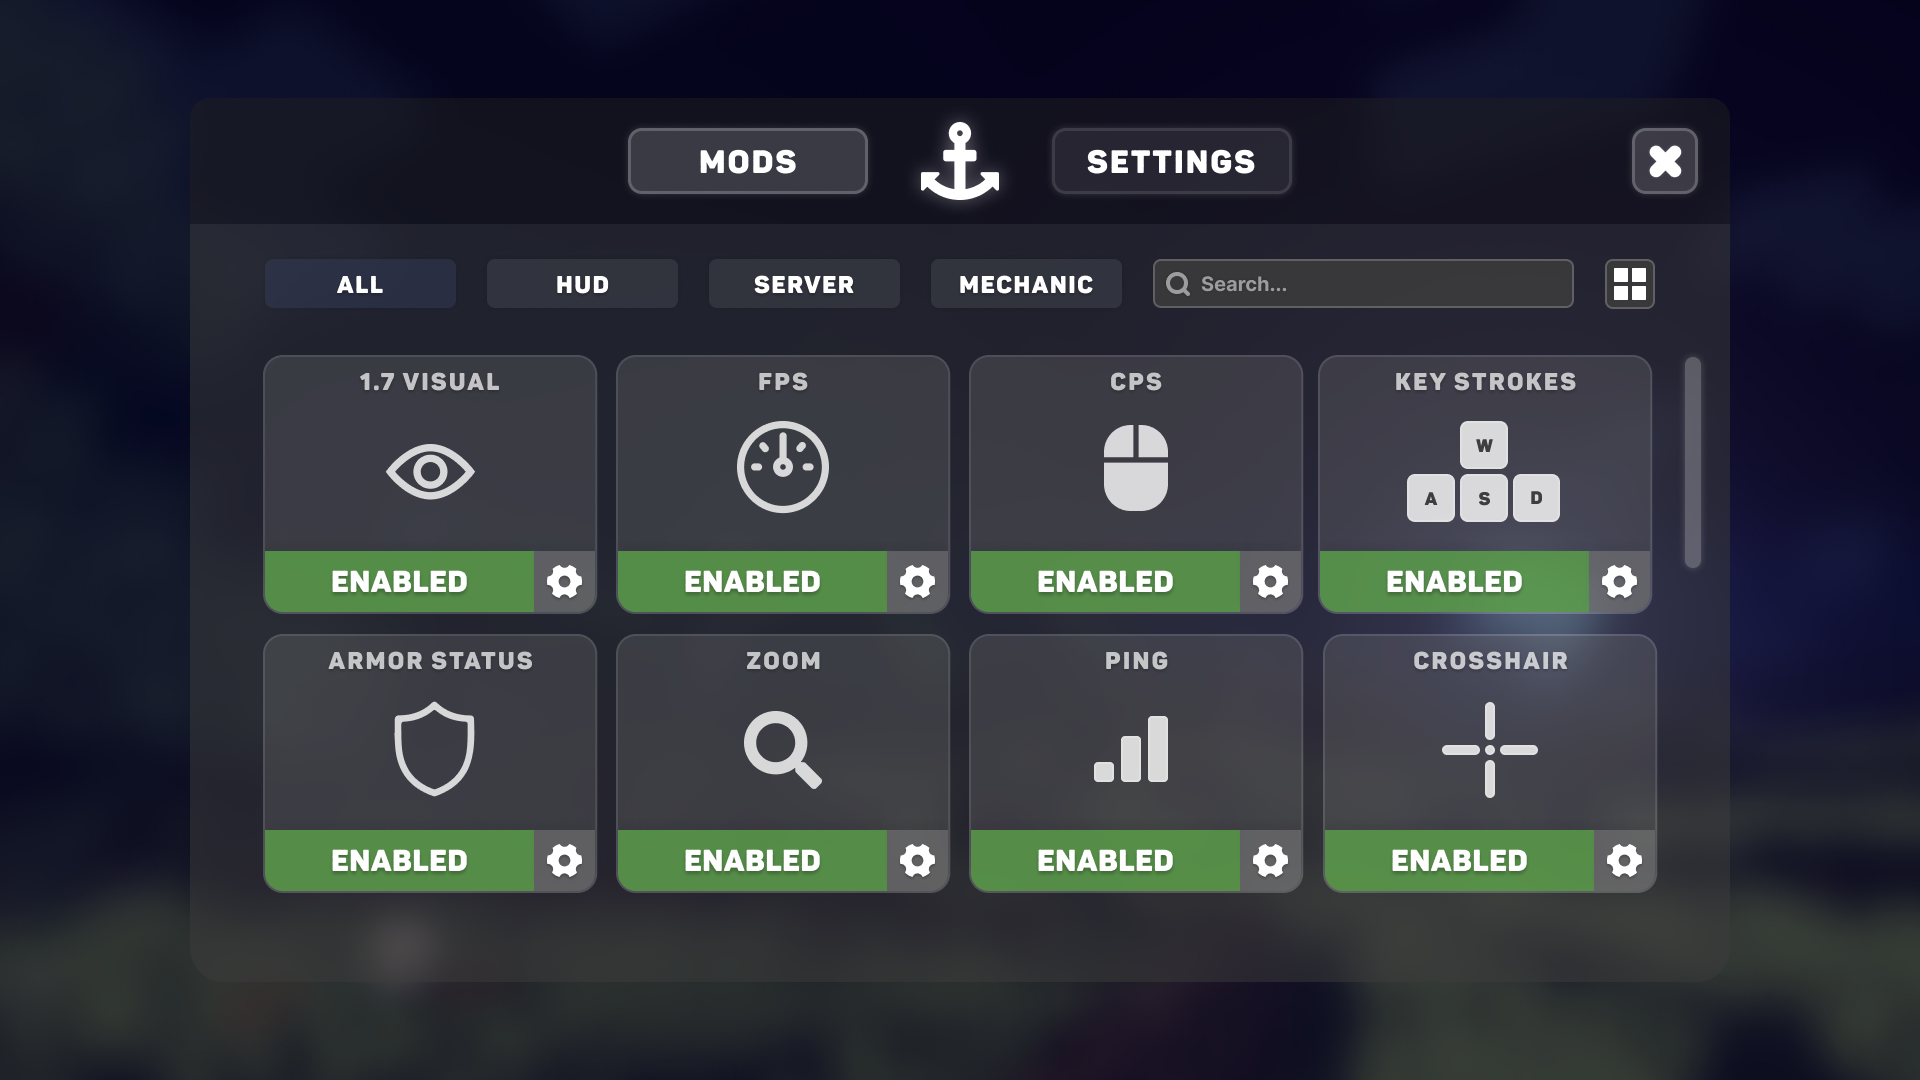 MODS
SETTINGS
ALL
HUD
SERVER
MECHANIC
Search...
1.7 VISUAL
FPS
CPS
KEY STROKES
W
A
S
D
ENABLED
ENABLED
ENABLED
ENABLED
ARMOR STATUS
ZOOM
PING
CROSSHAIR
ENABLED
ENABLED
ENABLED
ENABLED